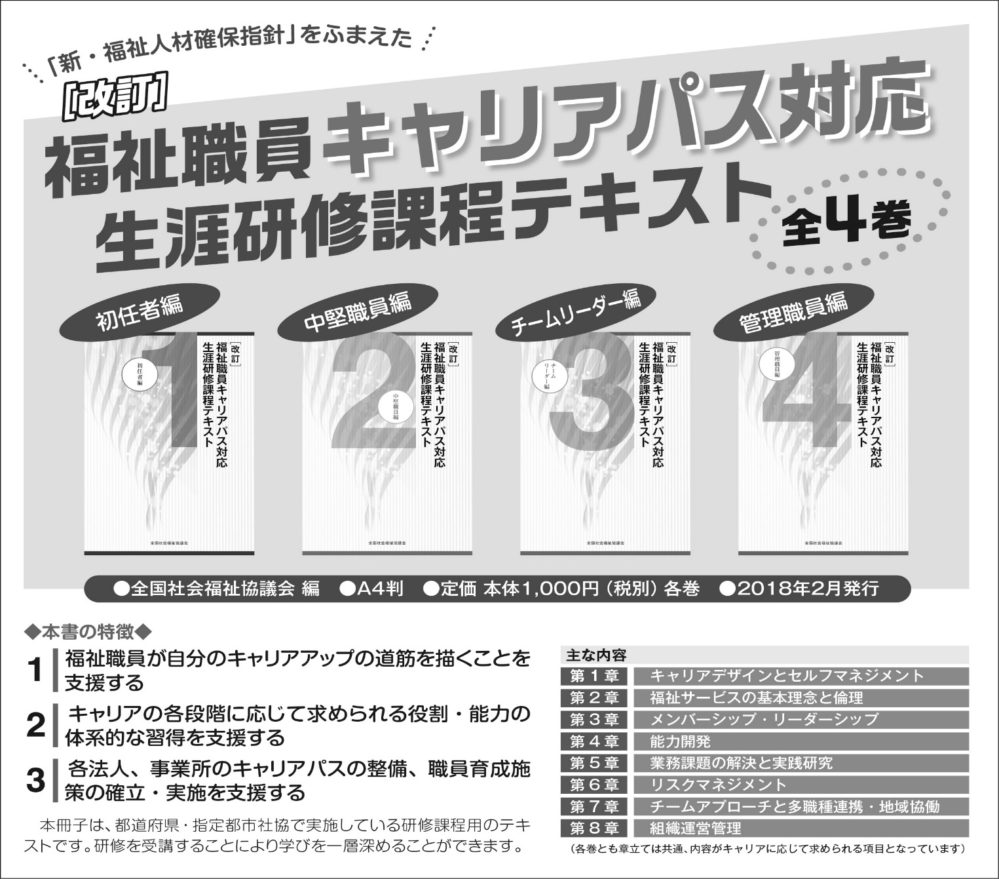 「新・福祉人材確保指針」をふまえた
[改訂]
福祉職員キャリアパス対応
生涯研修課程テキスト
全4巻
初任者編
中堅職員編
チームリーダー編
管理職員編
1
初任者編
[改訂]
福祉職員キャリアパス対応
生涯研修課程テキスト
全国社会福祉協議会
2
中堅職員編
[改訂]
福祉職員キャリアパス対応
生涯研修課程テキスト
全国社会福祉協議会
3
チーム
リーダー編
[改訂]
福祉職員キャリアパス対応
生涯研修課程テキスト
全国社会福祉協議会
4
管理職員編
[改訂]
福祉職員キャリアパス対応
生涯研修課程テキスト
全国社会福祉協議会
●全国社会福祉協議会 編 ●A4判 ●定価 本体1,000円（税別）各巻 ●2018年2月発行
◆本書の特徴◆
1 福祉職員が自分のキャリアアップの道筋を描くことを
支援する
2 キャリアの各段階に応じて求められる役割・能力の
体系的な習得を支援する
3 各法人、事業所のキャリアパスの整備、職員育成施
策の確立・実施を支援する
本冊子は、都道府県・指定都市社協で実施している研修課程用のテキ
ストです。研修を受講することにより学びを一層深めることができます。
主な内容
第1章 キャリアデザインとセルフマネジメント
第2章 福祉サービスの基本理念と倫理
第3章 メンバーシップ・リーダーシップ
第4章 能力開発
第5章 業務課題の解決と実践研究
第6章 リスクマネジメント
第7章 チームアプローチと多職種連携・地域協働
第8章 組織運営管理
（各巻とも章立ては共通、内容がキャリアに応じて求められる項目となっています）